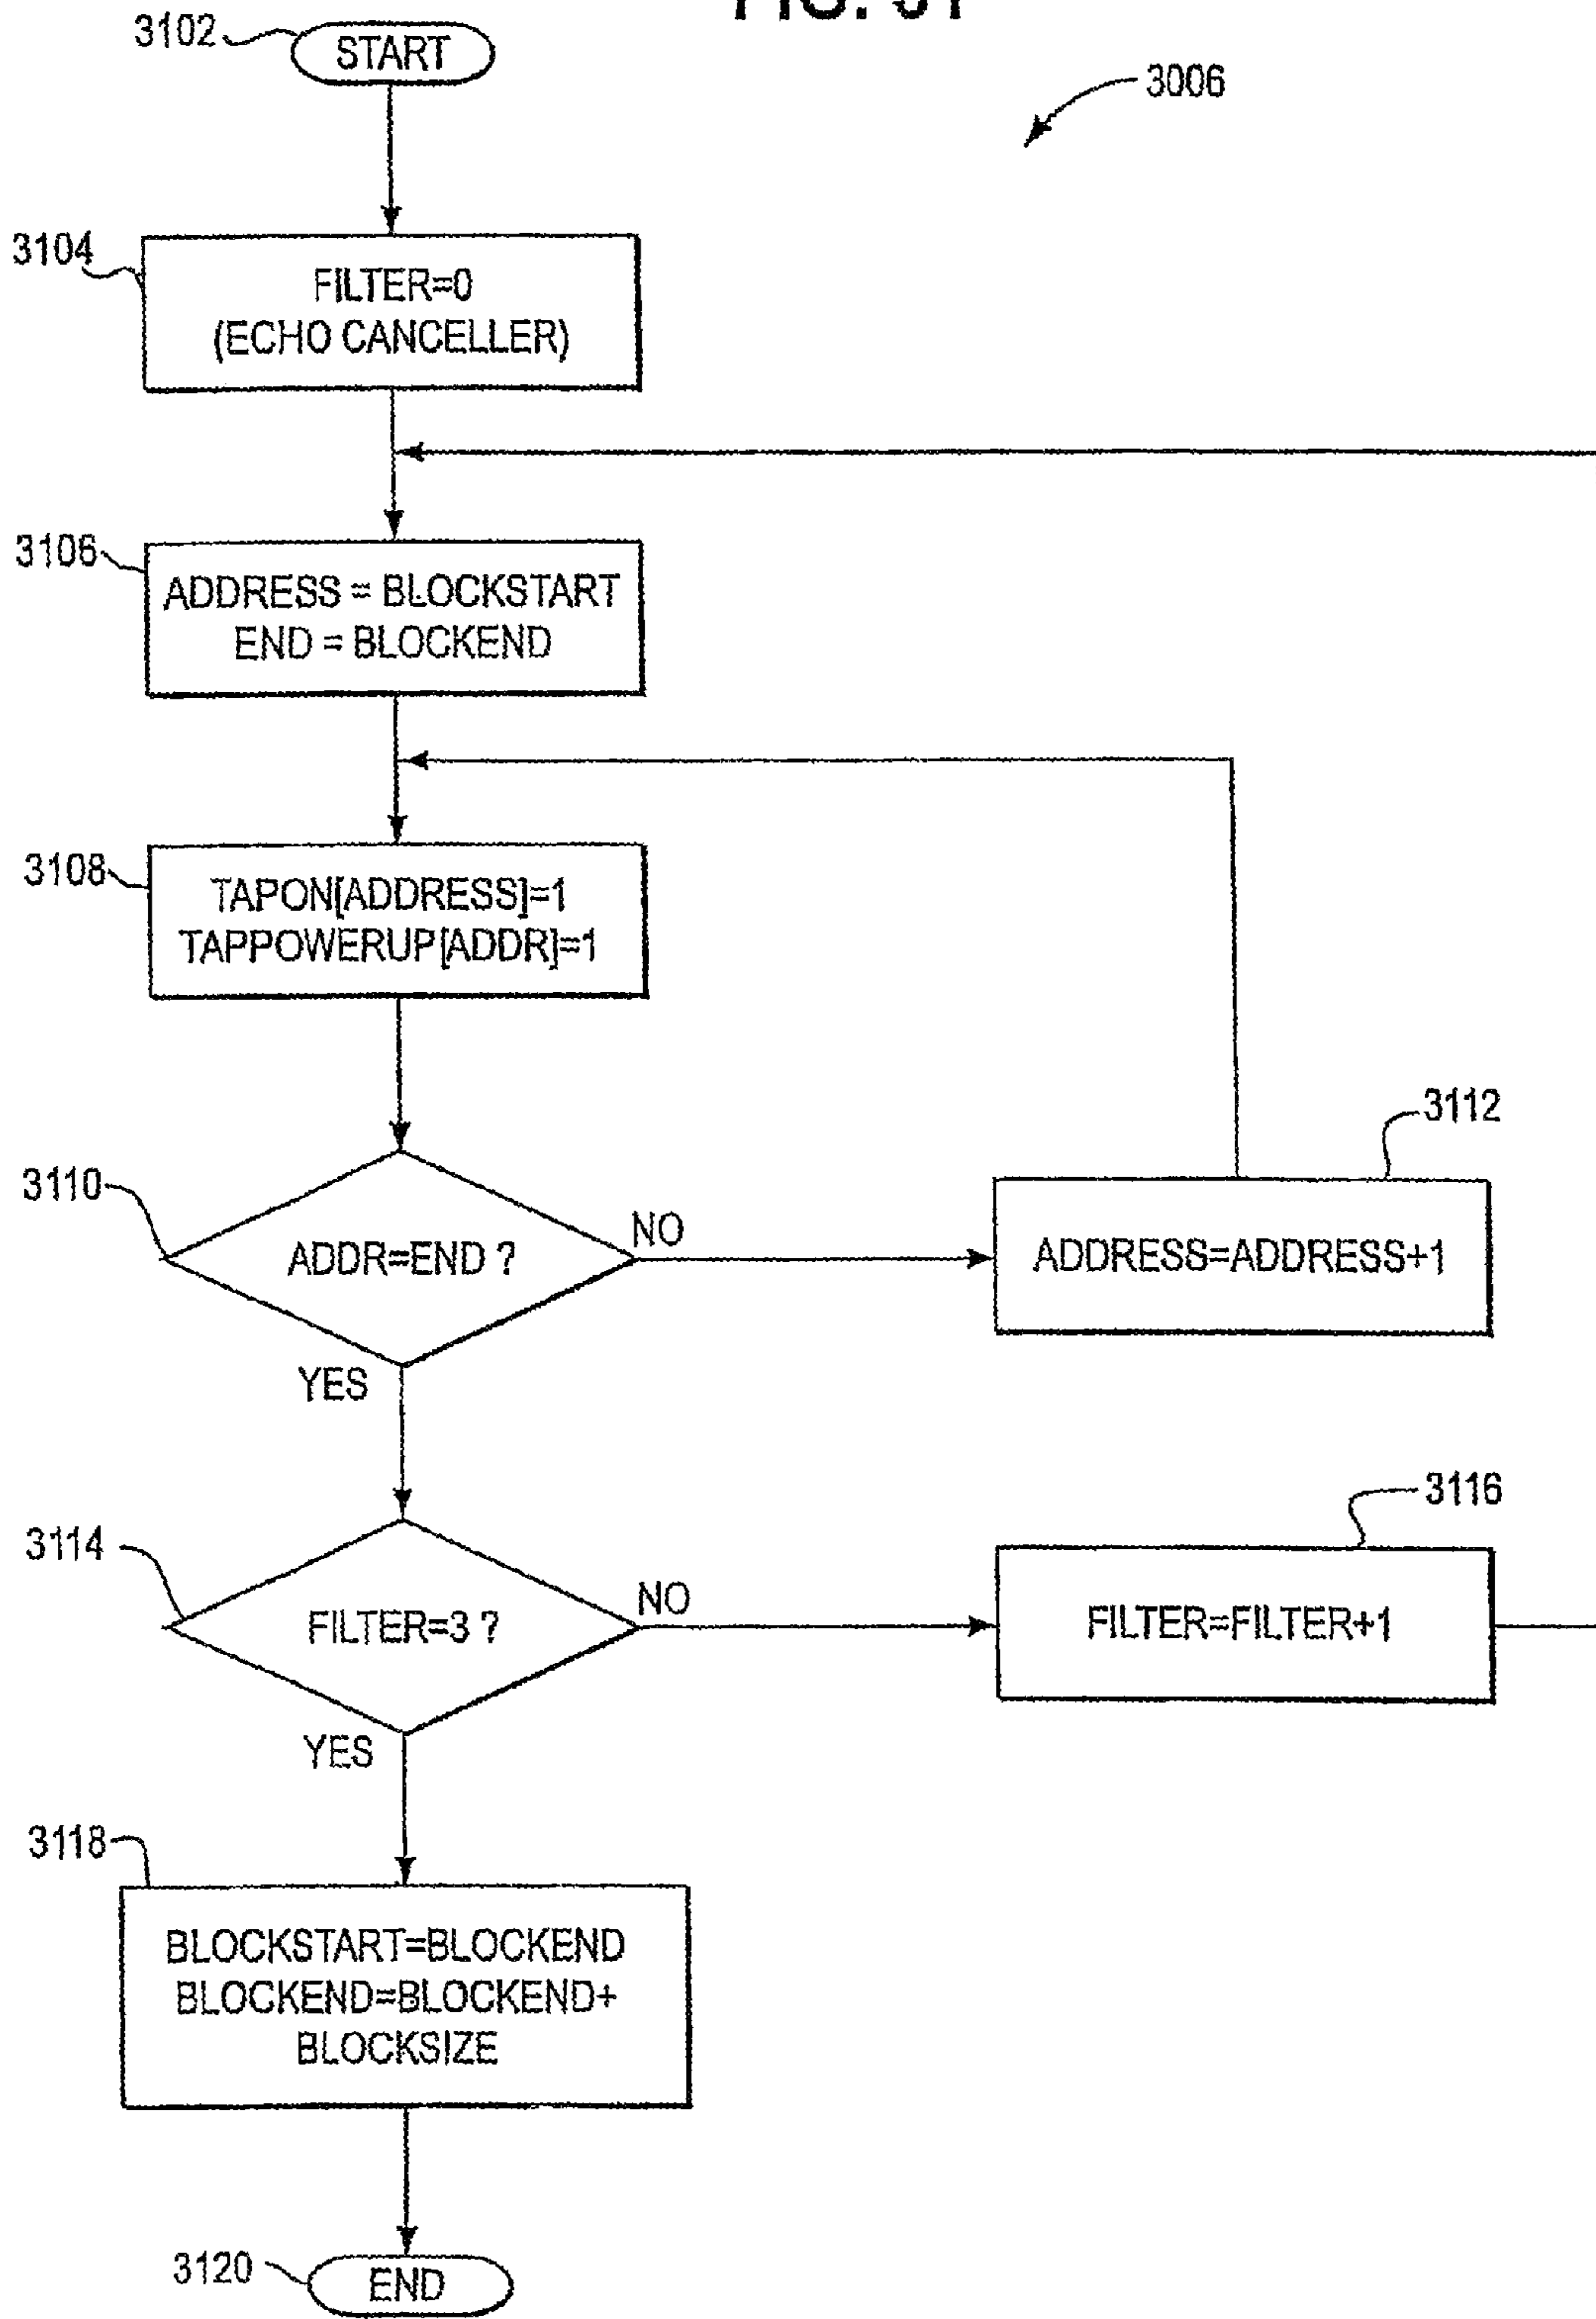 3102
START
3006
3104
FILTER=0
(ECHO CANCELLER)
3106
ADDRESS = BLOCKSTART
END = BLOCKEND
3108
TAPON[ADDRESS]=1
TAPPOWERUP[ADDR]=1
3110
ADDR=END ?
NO
3112
ADDRESS=ADDRESS+1
YES
3114
FILTER=3 ?
NO
3116
FILTER=FILTER+1
YES
3118
BLOCKSTART=BLOCKEND
BLOCKEND=BLOCKEND+
BLOCKSIZE
3120
END